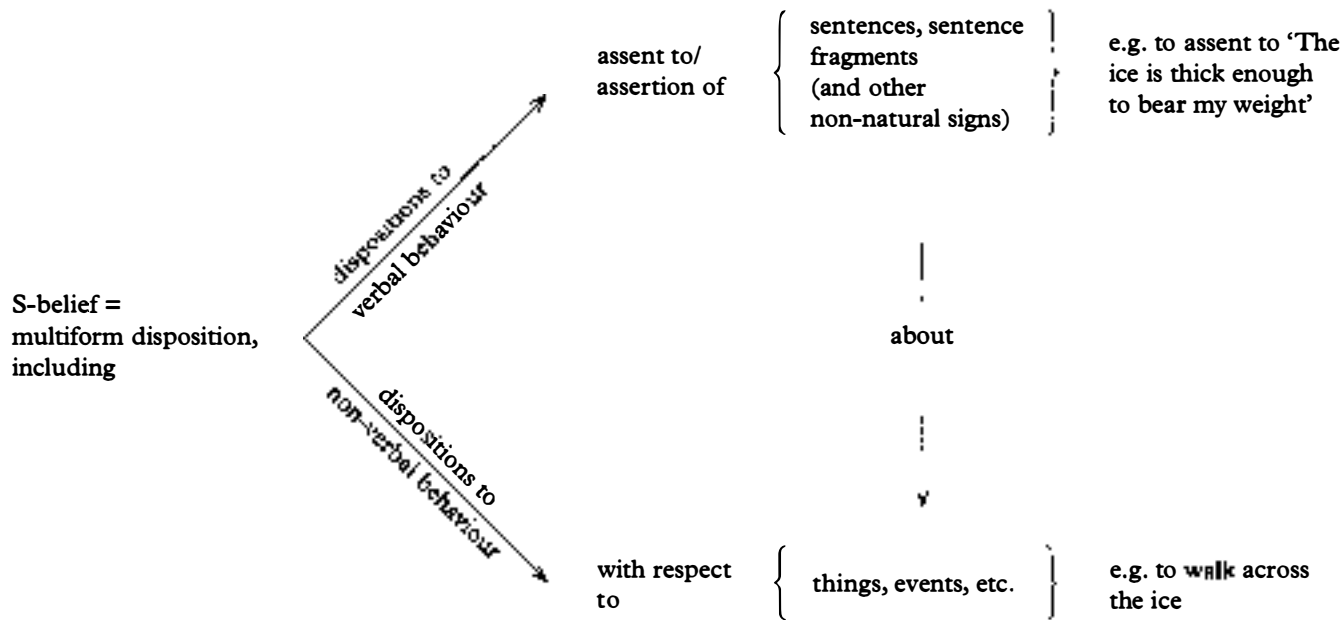 sentences, sentence
fragments
(and other
non-natural signs)
assent to/
assertion of
e.g. to assent to ‘The
ice is thick enough
to bear my weight’
dispositions to
verbal behaviour
S-belief =
multiform disposition,
including
about
dispositions to
non-verbal behaviour
with respect
to
things, events, etc.
e.g. to walk across
the ice